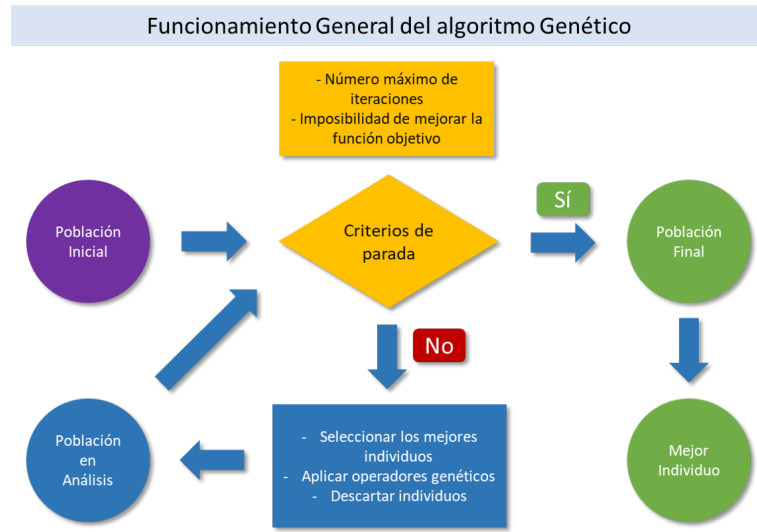 Funcionamiento General del algoritmo Genético
- Número máximo de
iteraciones
- Imposibilidad de mejorar la
función objetivo
Población
Inicial
Criterios de
parada
Sí
Población
Final
No
Población
en
Análisis
- Seleccionar los mejores
individuos
- Aplicar operadores genéticos
- Descartar individuos
Mejor
Individuo